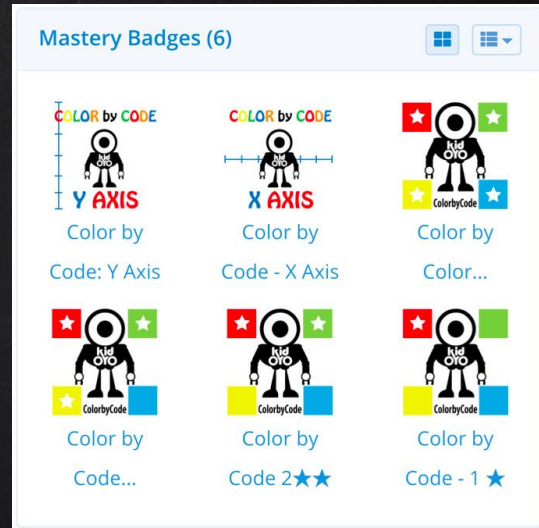 Mastery Badges (6)
COLOR by CODE
kid
OYO
Y AXIS
Color by
Code: Y Axis
COLOR by CODE
kid
OYO
X AXIS
Color by
Code - X Axis
kid
OYO
ColorbyCode
Color by
Color...
kid
OYO
ColorbyCode
Color by
Code...
kid
OYO
ColorbyCode
Color by
Code 2★★
kid
OYO
ColorbyCode
Color by
Code - 1 ★